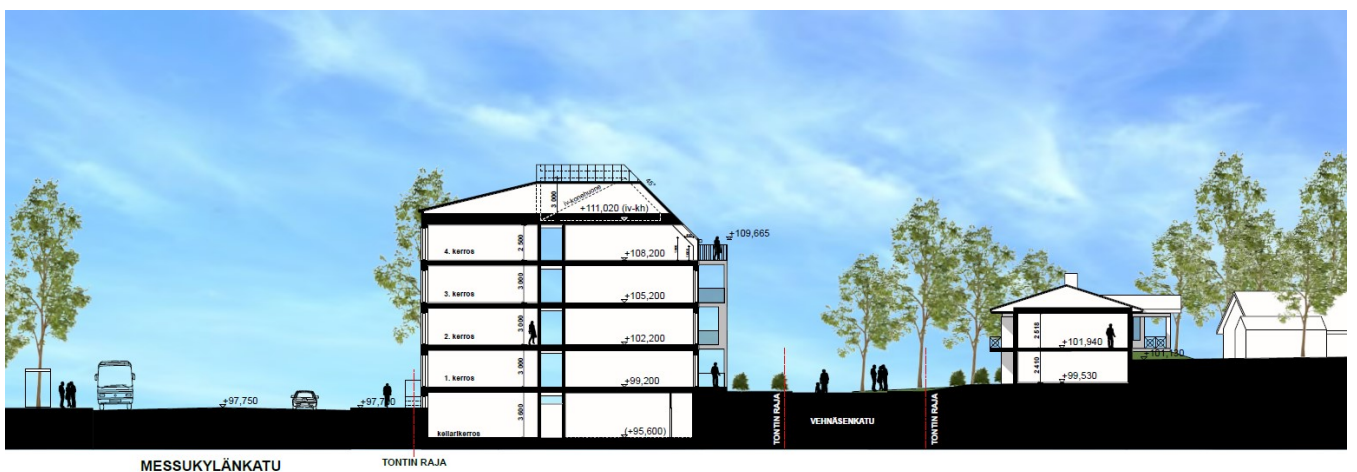 45°
iv-konehuone
3 000
+111,020 (iv-kh)
+109,665
4. kerros
2 500
+108,200
3. kerros
3 000
+105,200
2. kerros
3 000
+102,200
1. kerros
3 000
+99,200
kellarikerros
3 600
(+95,600)
+97,750
+97,700
2 618
+101,940
+101,130
2 410
+99,530
TONTIN RAJA
VEHNÄSENKATU
TONTIN RAJA
MESSUKYLÄNKATU
TONTIN RAJA